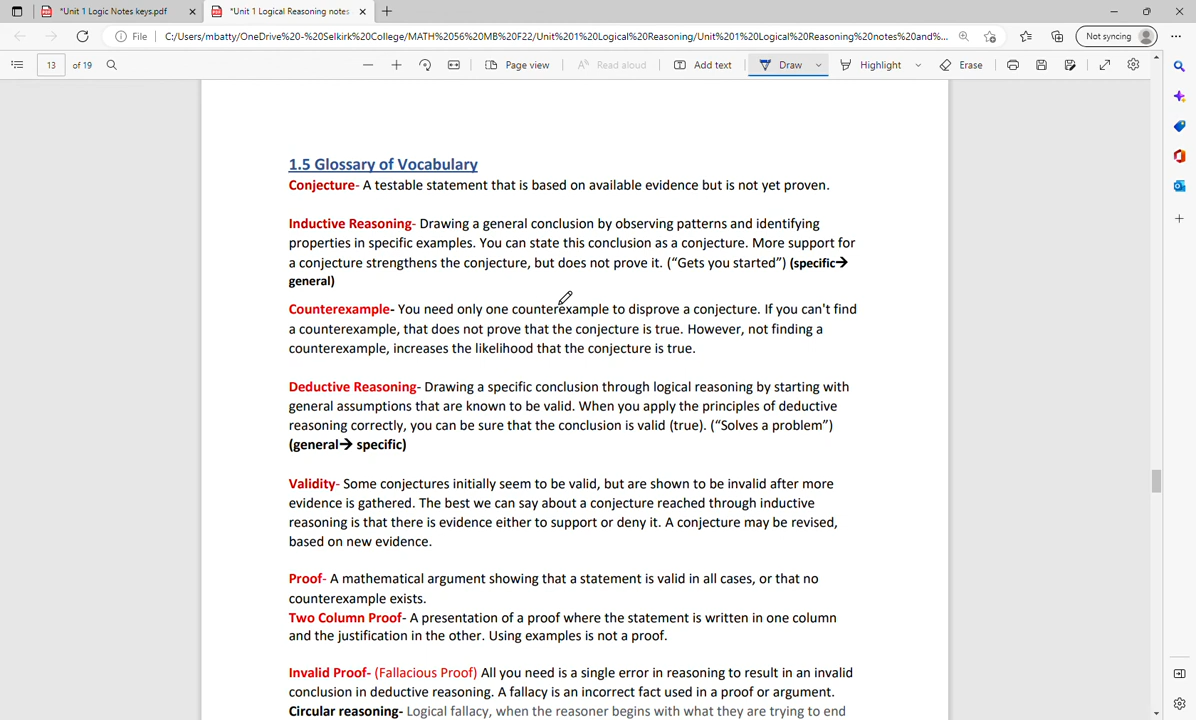 *Unit 1 Logic Notes keys.pdf
*Unit 1 Logical Reasoning notes
File
C:/Users/mbatty/OneDrive%20-%20Selkirk%20College/MATH%2056%20MB%20F22/Unit%201%20Logical%20Reasoning/Unit%201%20Logical%20Reasoning%20notes%20and%...
Not syncing
13 of 19
Page view
Read aloud
Add text
Draw
Highlight
Erase
1.5 Glossary of Vocabulary
Conjecture- A testable statement that is based on available evidence but is not yet proven.
Inductive Reasoning- Drawing a general conclusion by observing patterns and identifying
properties in specific examples. You can state this conclusion as a conjecture. More support for
a conjecture strengthens the conjecture, but does not prove it. (“Gets you started”) (specific→
general)
Counterexample- You need only one counterexample to disprove a conjecture. If you can't find
a counterexample, that does not prove that the conjecture is true. However, not finding a
counterexample, increases the likelihood that the conjecture is true.
Deductive Reasoning- Drawing a specific conclusion through logical reasoning by starting with
general assumptions that are known to be valid. When you apply the principles of deductive
reasoning correctly, you can be sure that the conclusion is valid (true). (“Solves a problem”)
(general→ specific)
Validity- Some conjectures initially seem to be valid, but are shown to be invalid after more
evidence is gathered. The best we can say about a conjecture reached through inductive
reasoning is that there is evidence either to support or deny it. A conjecture may be revised,
based on new evidence.
Proof- A mathematical argument showing that a statement is valid in all cases, or that no
counterexample exists.
Two Column Proof- A presentation of a proof where the statement is written in one column
and the justification in the other. Using examples is not a proof.
Invalid Proof- (Fallacious Proof) All you need is a single error in reasoning to result in an invalid
conclusion in deductive reasoning. A fallacy is an incorrect fact used in a proof or argument.
Circular reasoning- Logical fallacy, when the reasoner begins with what they are trying to end